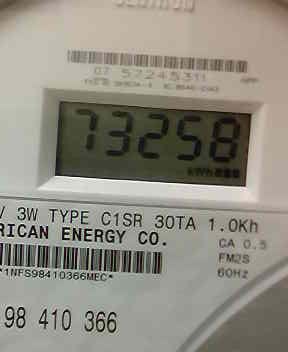 07 57245311
73258
kWh
V 3W TYPE C1SR 30TA 1.0Kh
RICAN ENERGY CO.
CA 0.5
FM2S
*1NFS98410366MEC*
60Hz
98 410 366